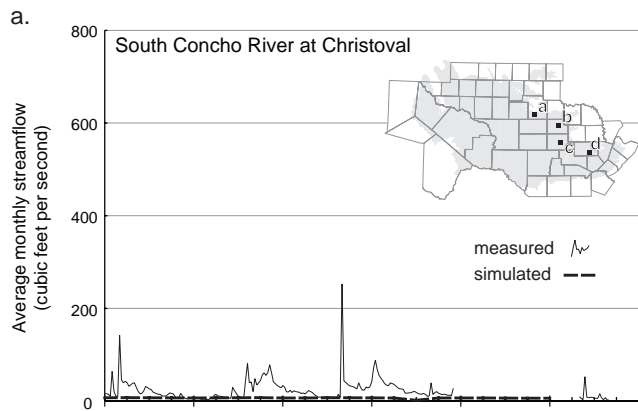 a.
South Concho River at Christoval
800
600
400
200
0
Average monthly streamflow
(cubic feet per second)
a
b
c
d
measured
simulated